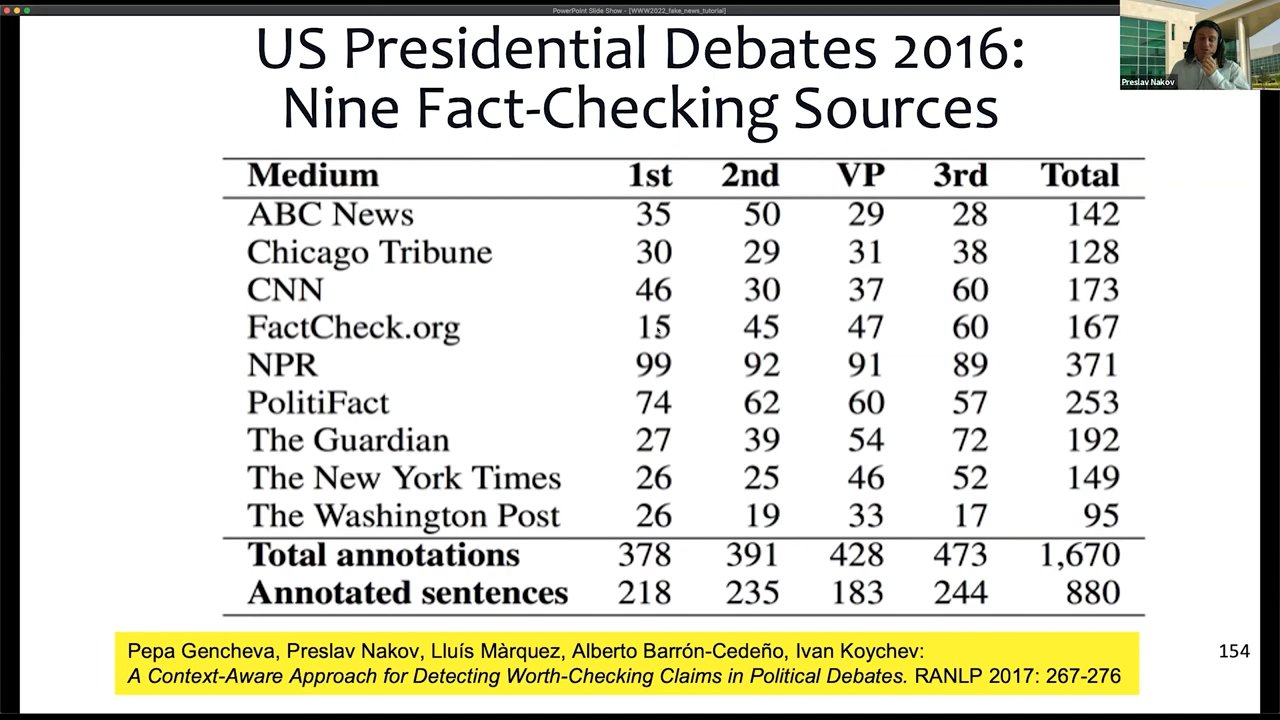 PowerPoint Slide Show - [WWW2022_fake_news_tutorial]
US Presidential Debates 2016:
Nine Fact-Checking Sources
Preslav Nakov
Medium 1st 2nd VP 3rd Total
ABC News 35 50 29 28 142
Chicago Tribune 30 29 31 38 128
CNN 46 30 37 60 173
FactCheck.org 15 45 47 60 167
NPR 99 92 91 89 371
PolitiFact 74 62 60 57 253
The Guardian 27 39 54 72 192
The New York Times 26 25 46 52 149
The Washington Post 26 19 33 17 95
Total annotations 378 391 428 473 1,670
Annotated sentences 218 235 183 244 880
Pepa Gencheva, Preslav Nakov, Lluís Màrquez, Alberto Barrón-Cedeño, Ivan Koychev:
A Context-Aware Approach for Detecting Worth-Checking Claims in Political Debates. RANLP 2017: 267-276
154